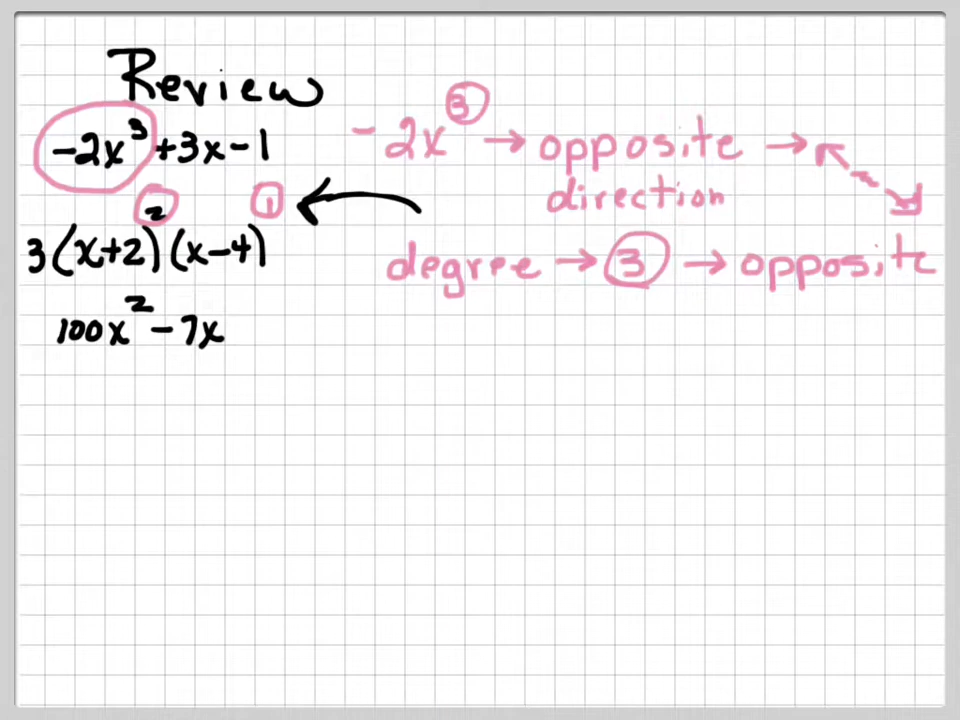 Review
-2x³+3x-1
-2x³ → opposite →
direction
3(x+2)²(x-4)¹
degree → 3 → opposite
100x²-7x